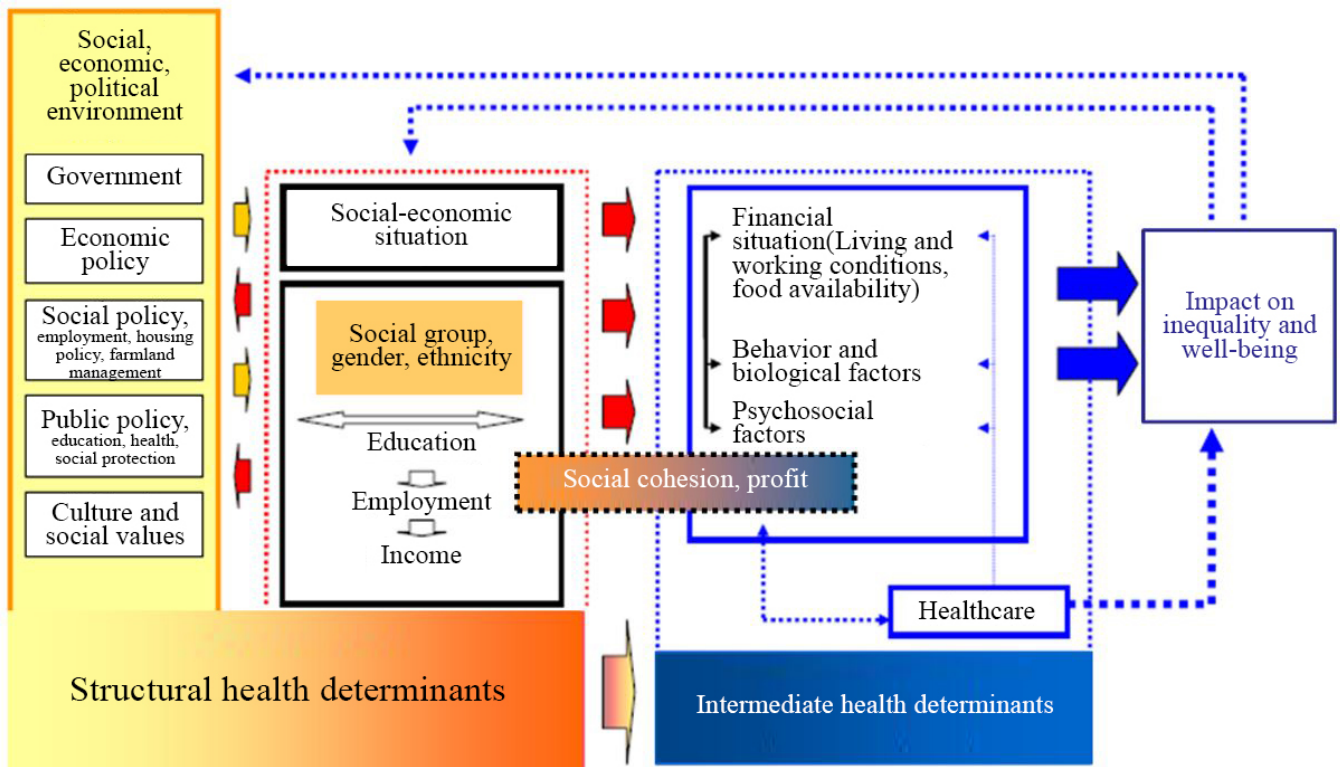 Social,
economic,
political
environment
Government
Economic
policy
Social policy,
employment, housing
policy, farmland
management
Public policy,
education, health,
social protection
Culture and
social values
Social-economic
situation
Social group,
gender, ethnicity
Education
Employment
Income
Social cohesion, profit
Financial
situation(Living and
working conditions,
food availability)
Behavior and
biological factors
Psychosocial
factors
Healthcare
Impact on
inequality and
well-being
Structural health determinants
Intermediate health determinants